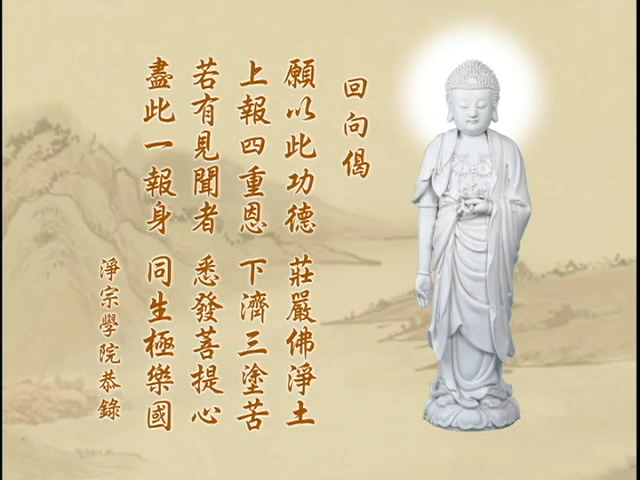 回向偈
願以此功德 莊嚴佛淨土
上報四重恩 下濟三塗苦
若有見聞者 悉發菩提心
盡此一報身 同生極樂國
淨宗學院恭錄